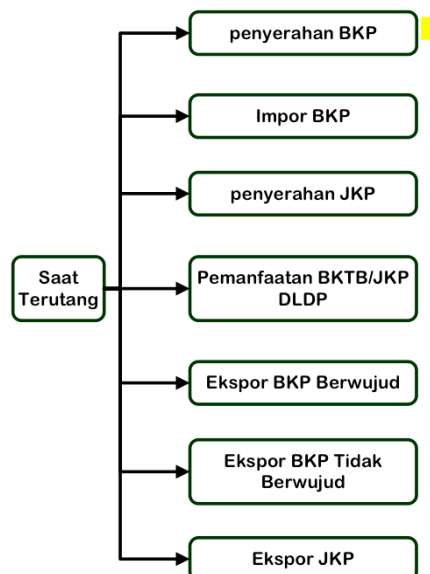 penyerahan BKP
Impor BKP
penyerahan JKP
Saat
Terutang
Pemanfaatan BKTB/JKP
DLDP
Ekspor BKP Berwujud
Ekspor BKP Tidak
Berwujud
Ekspor JKP